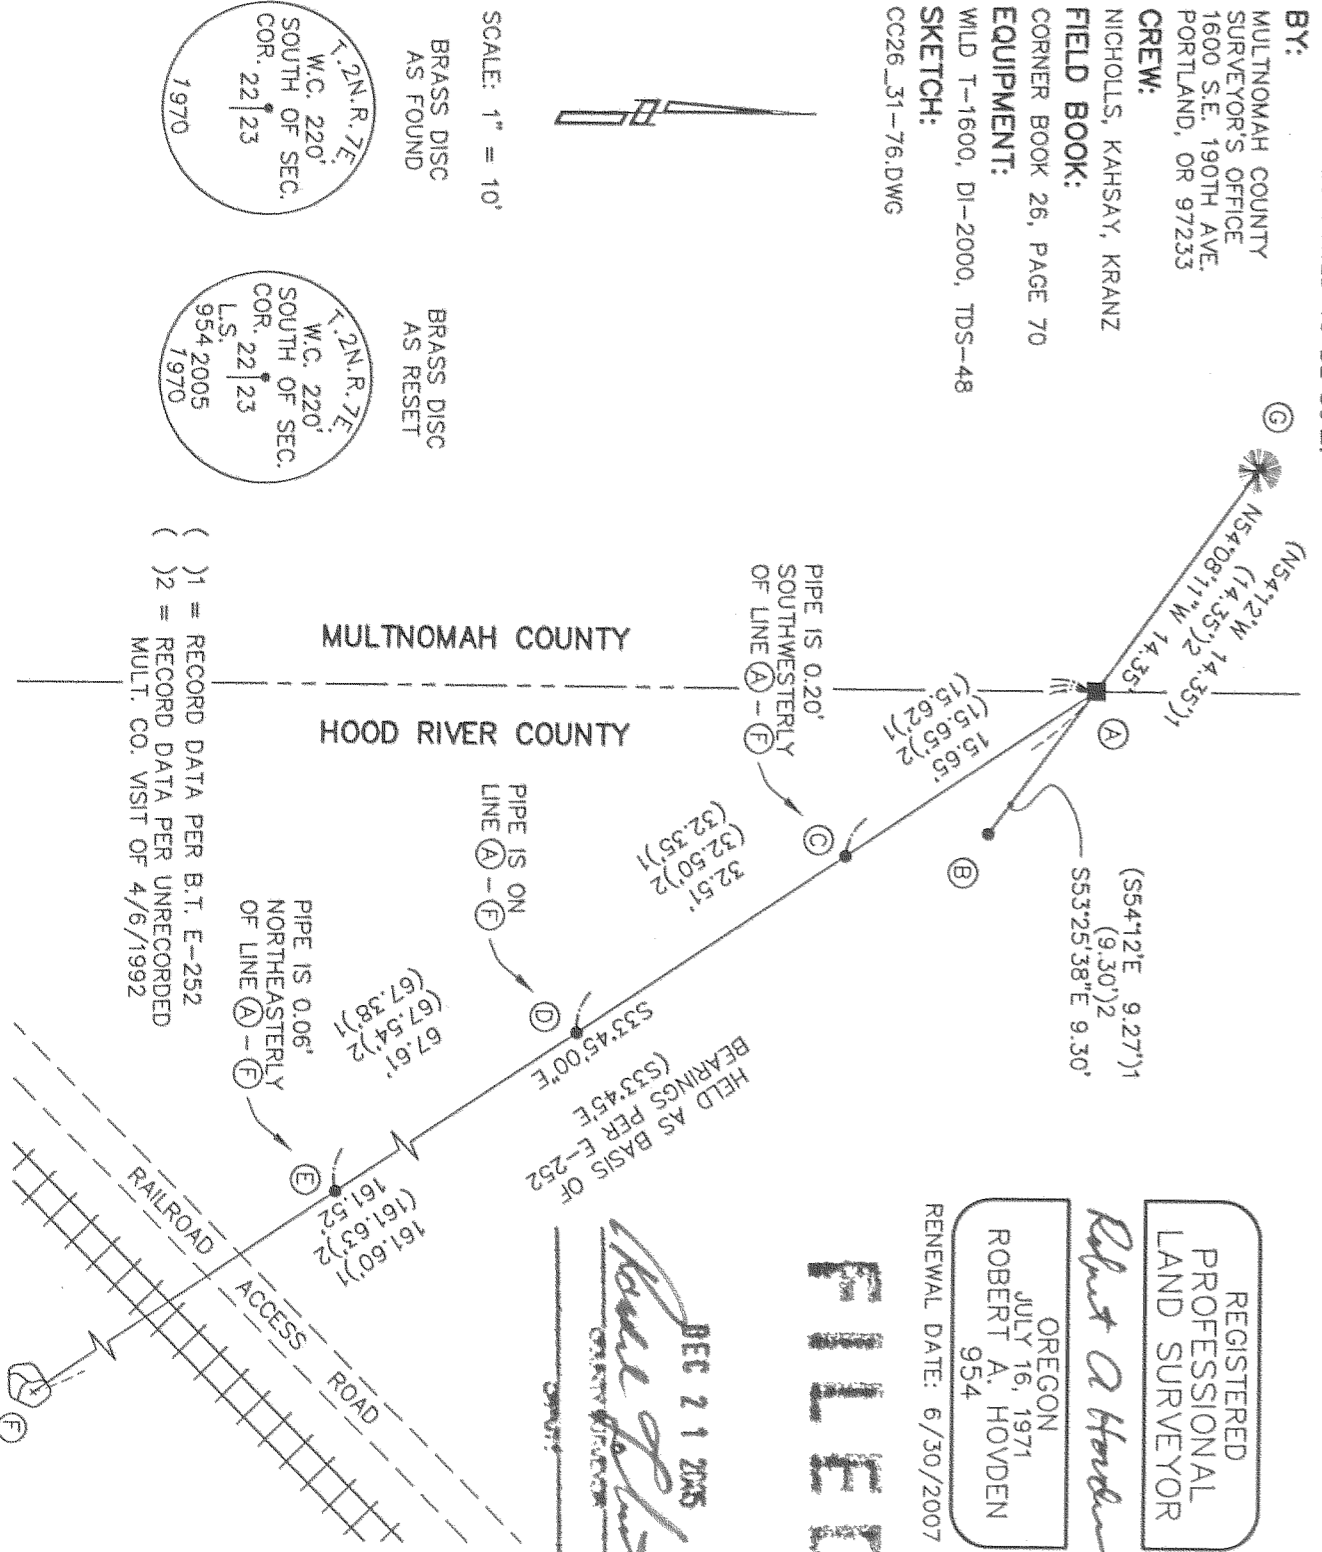 BY:
MULTNOMAH COUNTY
SURVEYOR'S OFFICE
1600 S.E. 190TH AVE.
PORTLAND, OR 97233
CREW:
NICHOLLS, KAHSAY, KRANZ
FIELD BOOK:
CORNER BOOK 26, PAGE 70
EQUIPMENT:
WILD T-1600, DI-2000, TDS-48
SKETCH:
CC26_31-76.DWG
SCALE: 1" = 10'
BRASS DISC
AS FOUND
T.2N.R.7E.
W.C. 220'
SOUTH OF SEC.
COR. 22|23
1970
BRASS DISC
AS RESET
T.2N.R.7E.
W.C. 220'
SOUTH OF SEC.
COR. 22|23
L.S.
954 2005
1970
G
(N54°12'W 14.35')1
(14.35')2
N54°08'11"W 14.35'
A
(S54°12'E 9.27')1
(9.30')2
S53°25'38"E 9.30'
B
15.65'
(15.65')2
(15.62')1
C
PIPE IS 0.20'
SOUTHWESTERLY
OF LINE A-F
32.51'
(32.50')2
(32.35')1
D
PIPE IS ON
LINE A-F
S33°45'00"E
(S33°45'E
HELD AS BASIS OF
BEARINGS PER E-252
67.61'
(67.54')2
(67.38')1
E
PIPE IS 0.06'
NORTHEASTERLY
OF LINE A-F
161.60')1
(161.63')2
161.52'
F
MULTNOMAH COUNTY
HOOD RIVER COUNTY
( )1 = RECORD DATA PER B.T. E-252
( )2 = RECORD DATA PER UNRECORDED
MULT. CO. VISIT OF 4/6/1992
RAILROAD ACCESS ROAD
REGISTERED
PROFESSIONAL
LAND SURVEYOR
Robert A Hovden
OREGON
JULY 16, 1971
ROBERT A. HOVDEN
954
RENEWAL DATE: 6/30/2007
FILE
DEC 21 2005
COUNTY SURVEYOR